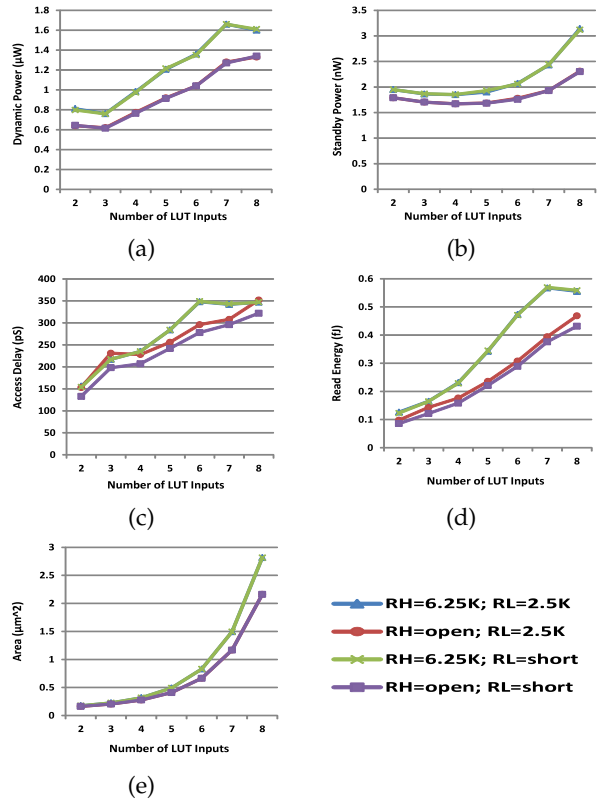 1.8
1.6
1.4
1.2
1
0.8
0.6
0.4
0.2
0
Dynamic Power (µW)
2 3 4 5 6 7 8
Number of LUT Inputs
(a)
3.5
3
2.5
2
1.5
1
0.5
0
Standby Power (nW)
2 3 4 5 6 7 8
Number of LUT Inputs
(b)
400
350
300
250
200
150
100
50
0
Access Delay (pS)
2 3 4 5 6 7 8
Number of LUT Inputs
(c)
0.6
0.5
0.4
0.3
0.2
0.1
0
Read Energy (fJ)
2 3 4 5 6 7 8
Number of LUT Inputs
(d)
3
2.5
2
1.5
1
0.5
0
Area (µm^2)
2 3 4 5 6 7 8
Number of LUT Inputs
(e)
RH=6.25K; RL=2.5K
RH=open; RL=2.5K
RH=6.25K; RL=short
RH=open; RL=short